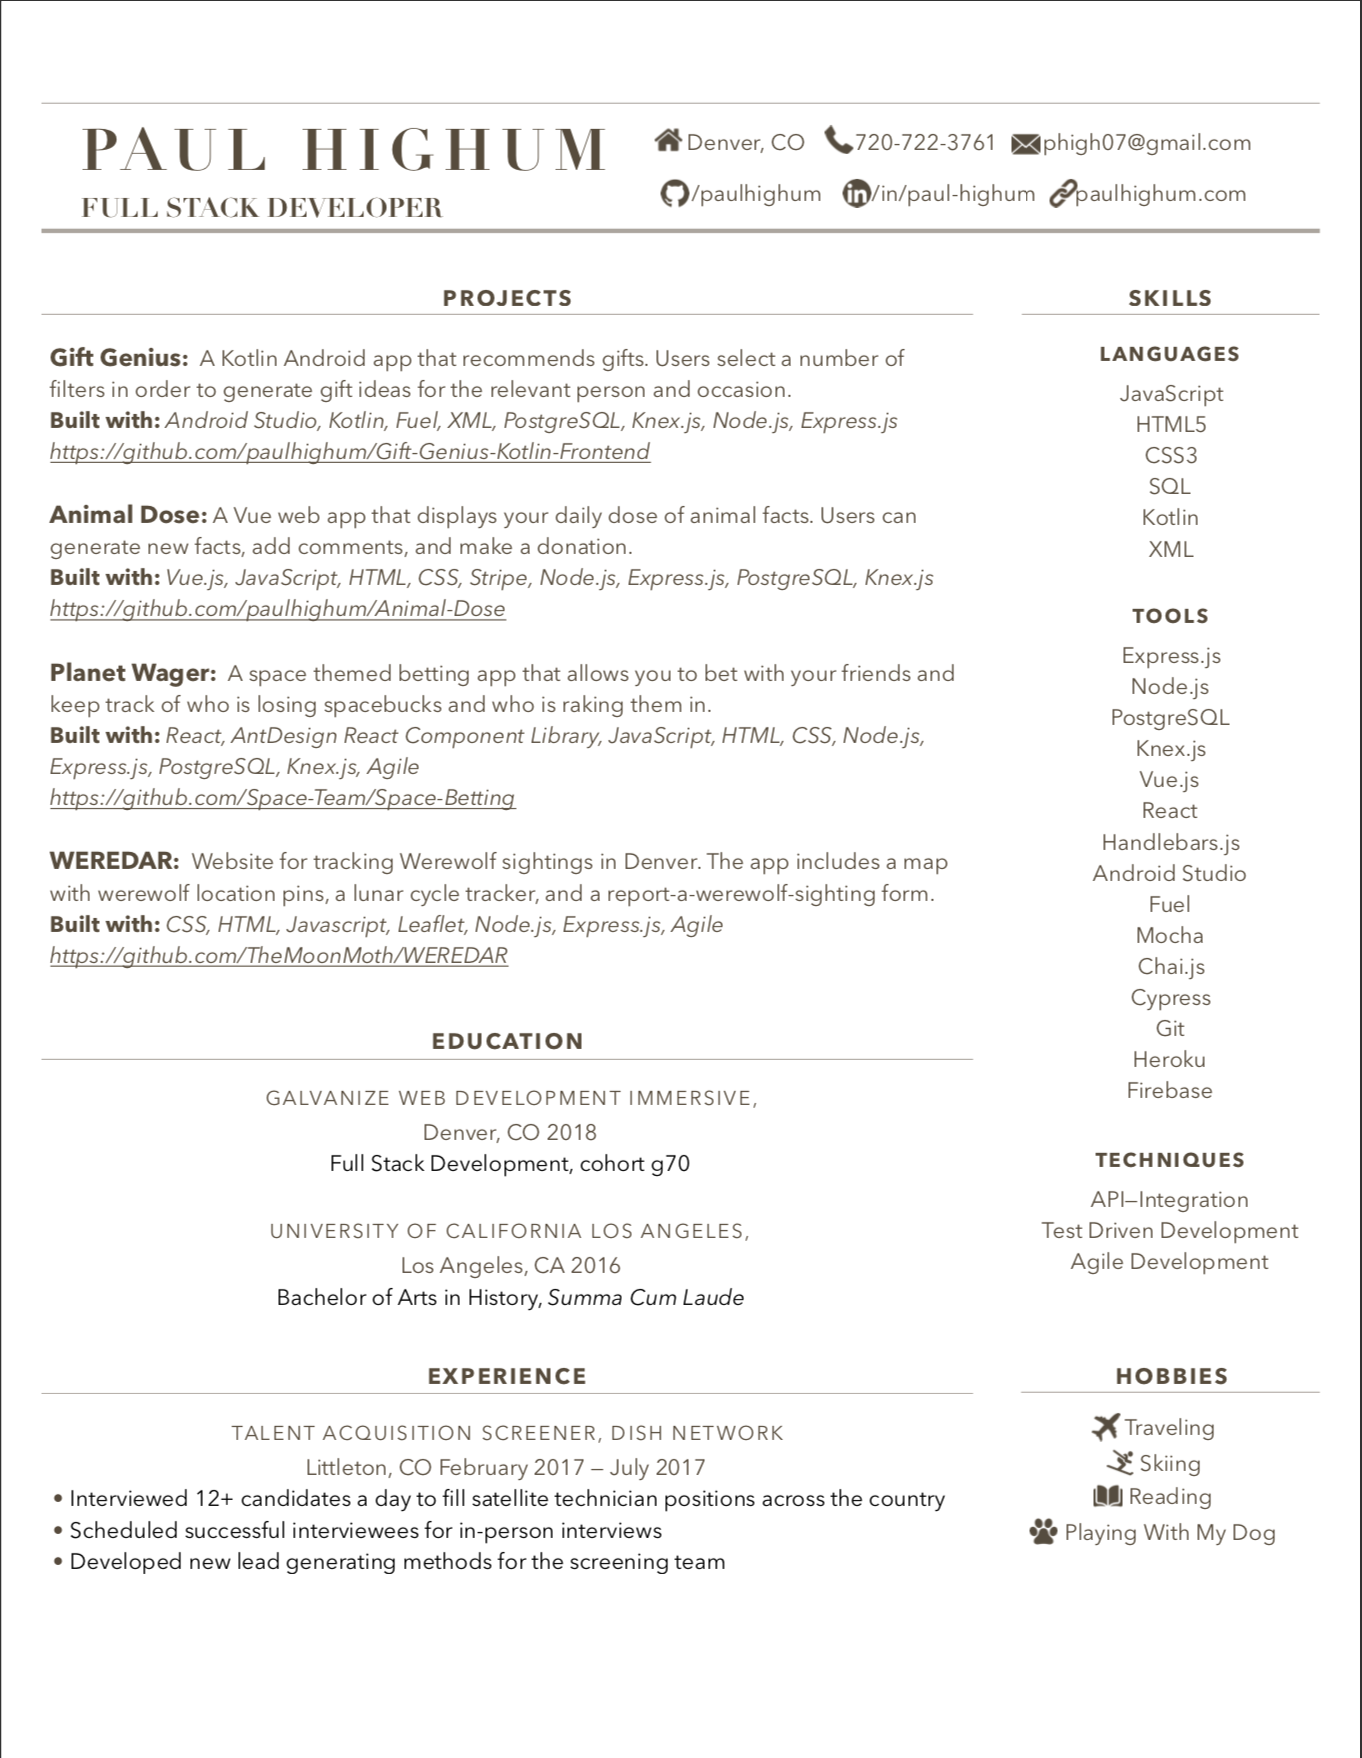 PAUL HIGHUM
FULL STACK DEVELOPER
Denver, CO 720-722-3761 phigh07@gmail.com
/paulhighum /in/paul-highum paulhighum.com
PROJECTS
Gift Genius: A Kotlin Android app that recommends gifts. Users select a number of
filters in order to generate gift ideas for the relevant person and occasion.
Built with: Android Studio, Kotlin, Fuel, XML, PostgreSQL, Knex.js, Node.js, Express.js
https://github.com/paulhighum/Gift-Genius-Kotlin-Frontend
Animal Dose: A Vue web app that displays your daily dose of animal facts. Users can
generate new facts, add comments, and make a donation.
Built with: Vue.js, JavaScript, HTML, CSS, Stripe, Node.js, Express.js, PostgreSQL, Knex.js
https://github.com/paulhighum/Animal-Dose
Planet Wager: A space themed betting app that allows you to bet with your friends and
keep track of who is losing spacebucks and who is raking them in.
Built with: React, AntDesign React Component Library, JavaScript, HTML, CSS, Node.js,
Express.js, PostgreSQL, Knex.js, Agile
https://github.com/Space-Team/Space-Betting
WEREDAR: Website for tracking Werewolf sightings in Denver. The app includes a map
with werewolf location pins, a lunar cycle tracker, and a report-a-werewolf-sighting form.
Built with: CSS, HTML, Javascript, Leaflet, Node.js, Express.js, Agile
https://github.com/TheMoonMoth/WEREDAR
EDUCATION
GALVANIZE WEB DEVELOPMENT IMMERSIVE,
Denver, CO 2018
Full Stack Development, cohort g70
UNIVERSITY OF CALIFORNIA LOS ANGELES,
Los Angeles, CA 2016
Bachelor of Arts in History, Summa Cum Laude
EXPERIENCE
TALENT ACQUISITION SCREENER, DISH NETWORK
Littleton, CO February 2017 – July 2017
• Interviewed 12+ candidates a day to fill satellite technician positions across the country
• Scheduled successful interviewees for in-person interviews
• Developed new lead generating methods for the screening team
SKILLS
LANGUAGES
JavaScript
HTML5
CSS3
SQL
Kotlin
XML
TOOLS
Express.js
Node.js
PostgreSQL
Knex.js
Vue.js
React
Handlebars.js
Android Studio
Fuel
Mocha
Chai.js
Cypress
Git
Heroku
Firebase
TECHNIQUES
API–Integration
Test Driven Development
Agile Development
HOBBIES
Traveling
Skiing
Reading
Playing With My Dog